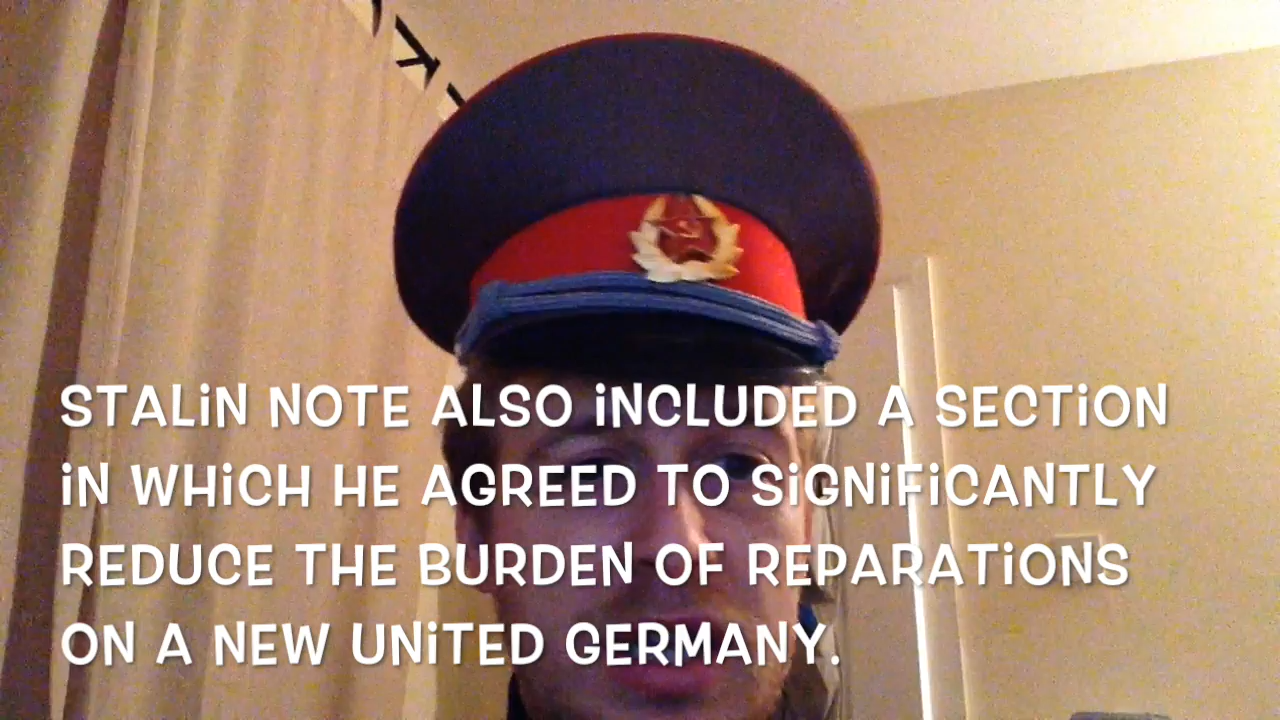 STALiN NOTE ALSO iNCLUDED A SECTiON
iN WHiCH HE AGREED TO SiGNiFiCANTLY
REDUCE THE BURDEN OF REPARATiONS
ON A NEW UNiTED GERMANY.